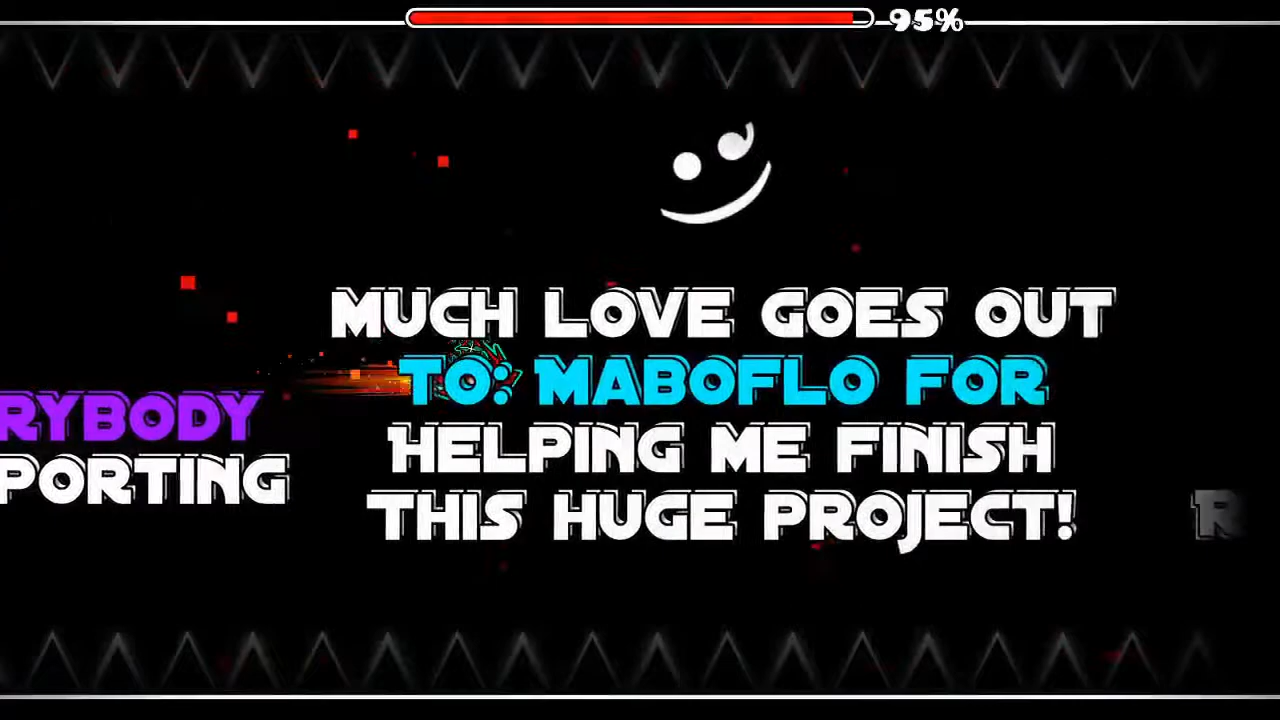 95%
MUCH LOVE GOES OUT
TO: MABOFLO FOR
HELPING ME FINISH
THIS HUGE PROJECT!
RYBODY
PORTING
R